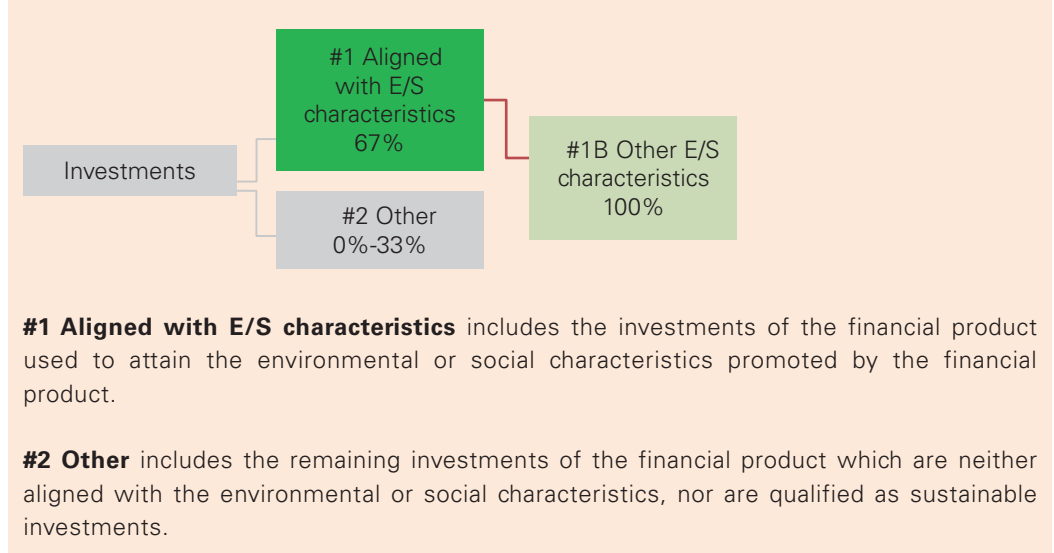 #1 Aligned
with E/S
characteristics
67%
Investments
#1B Other E/S
characteristics
100%
#2 Other
0%-33%
#1 Aligned with E/S characteristics includes the investments of the financial product
used to attain the environmental or social characteristics promoted by the financial
product.
#2 Other includes the remaining investments of the financial product which are neither
aligned with the environmental or social characteristics, nor are qualified as sustainable
investments.